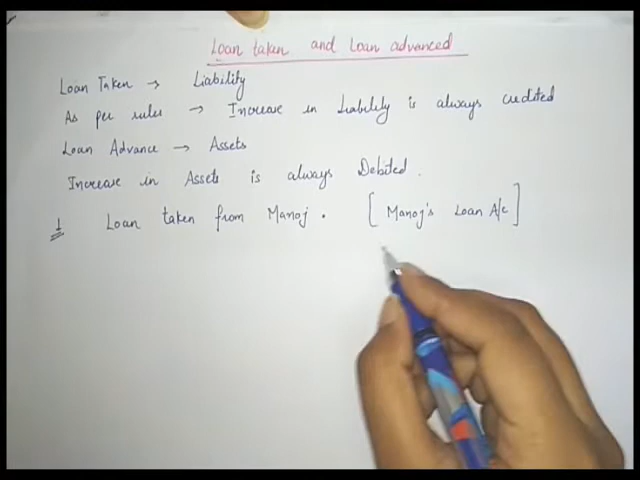 Loan taken and Loan advanced
Loan Taken → Liability
As per rules → Increase in Liability is always credited
Loan Advance → Assets
Increase in Assets is always Debited.
1 Loan taken from Manoj. [Manoj's Loan A/c]